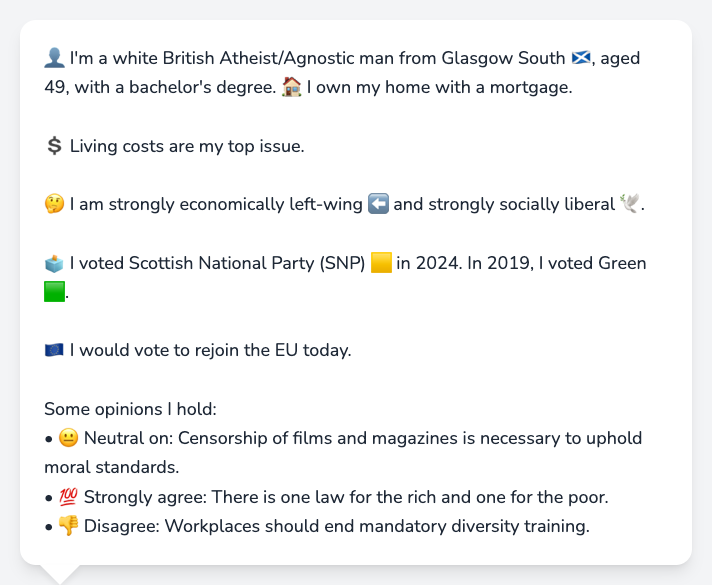 👤 I'm a white British Atheist/Agnostic man from Glasgow South 🏴󠁧󠁢󠁳󠁣󠁴󠁿, aged
49, with a bachelor's degree. 🏠 I own my home with a mortgage.
💲 Living costs are my top issue.
🤔 I am strongly economically left-wing ⬅️ and strongly socially liberal 🕊️.
🗳️ I voted Scottish National Party (SNP) 🟨 in 2024. In 2019, I voted Green
🟩.
🇪🇺 I would vote to rejoin the EU today.
Some opinions I hold:
• 😐 Neutral on: Censorship of films and magazines is necessary to uphold
moral standards.
• 💯 Strongly agree: There is one law for the rich and one for the poor.
• 👎 Disagree: Workplaces should end mandatory diversity training.